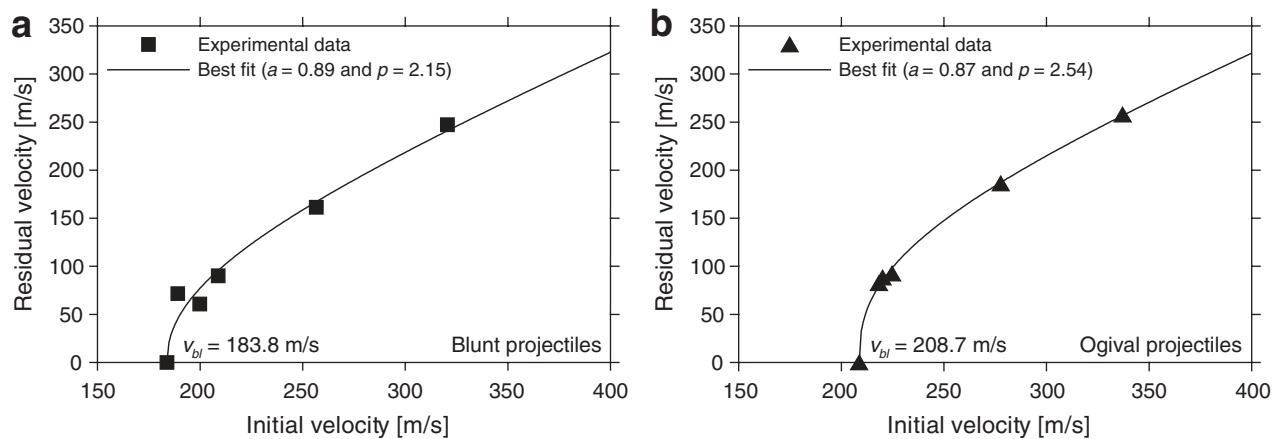 a
350
300
250
200
150
100
50
0
Residual velocity [m/s]
Experimental data
Best fit (a = 0.89 and p = 2.15)
v_bl = 183.8 m/s
Blunt projectiles
150 200 250 300 350 400
Initial velocity [m/s]
b
350
300
250
200
150
100
50
0
Residual velocity [m/s]
Experimental data
Best fit (a = 0.87 and p = 2.54)
v_bl = 208.7 m/s
Ogival projectiles
150 200 250 300 350 400
Initial velocity [m/s]